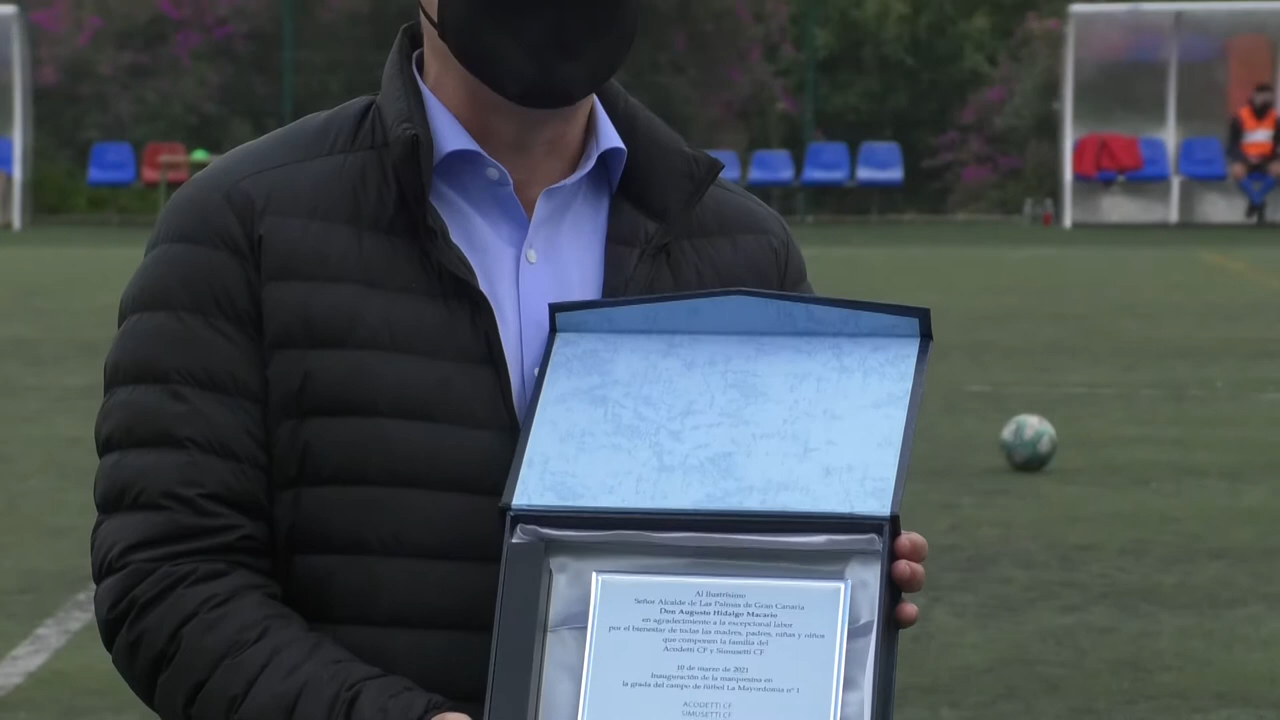 Al Ilustrísimo
Señor Alcalde de Las Palmas de Gran Canaria
Don Augusto Hidalgo Macario
en agradecimiento a la excepcional labor
por el bienestar de todas las madres, padres, niñas y niños
que componen la familia del
Acodetti CF y Simusetti CF
10 de marzo de 2021
Inauguración de la marquesina en
la grada del campo de fútbol La Mayordomía nº 1
ACODETTI CF
SIMUSETTI CF